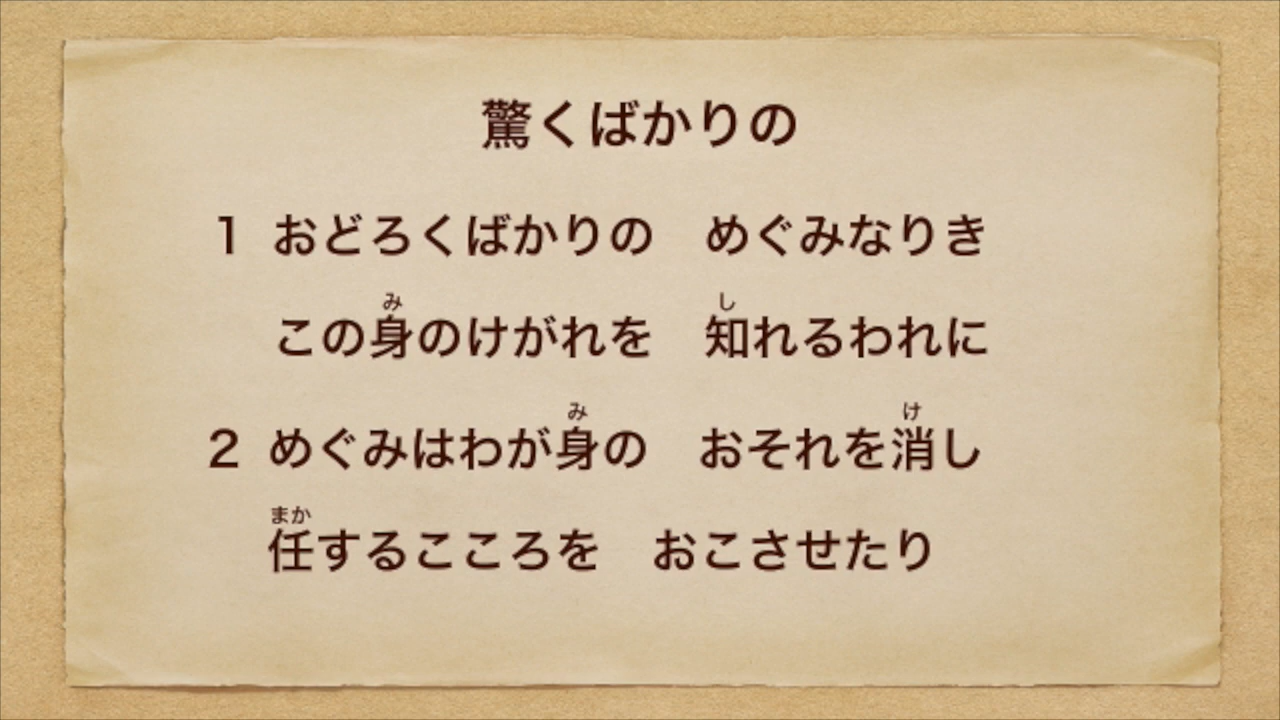 驚くばかりの
1 おどろくばかりの　めぐみなりき
この身のけがれを　知れるわれに
2 めぐみはわが身の　おそれを消し
任するこころを　おこさせたり